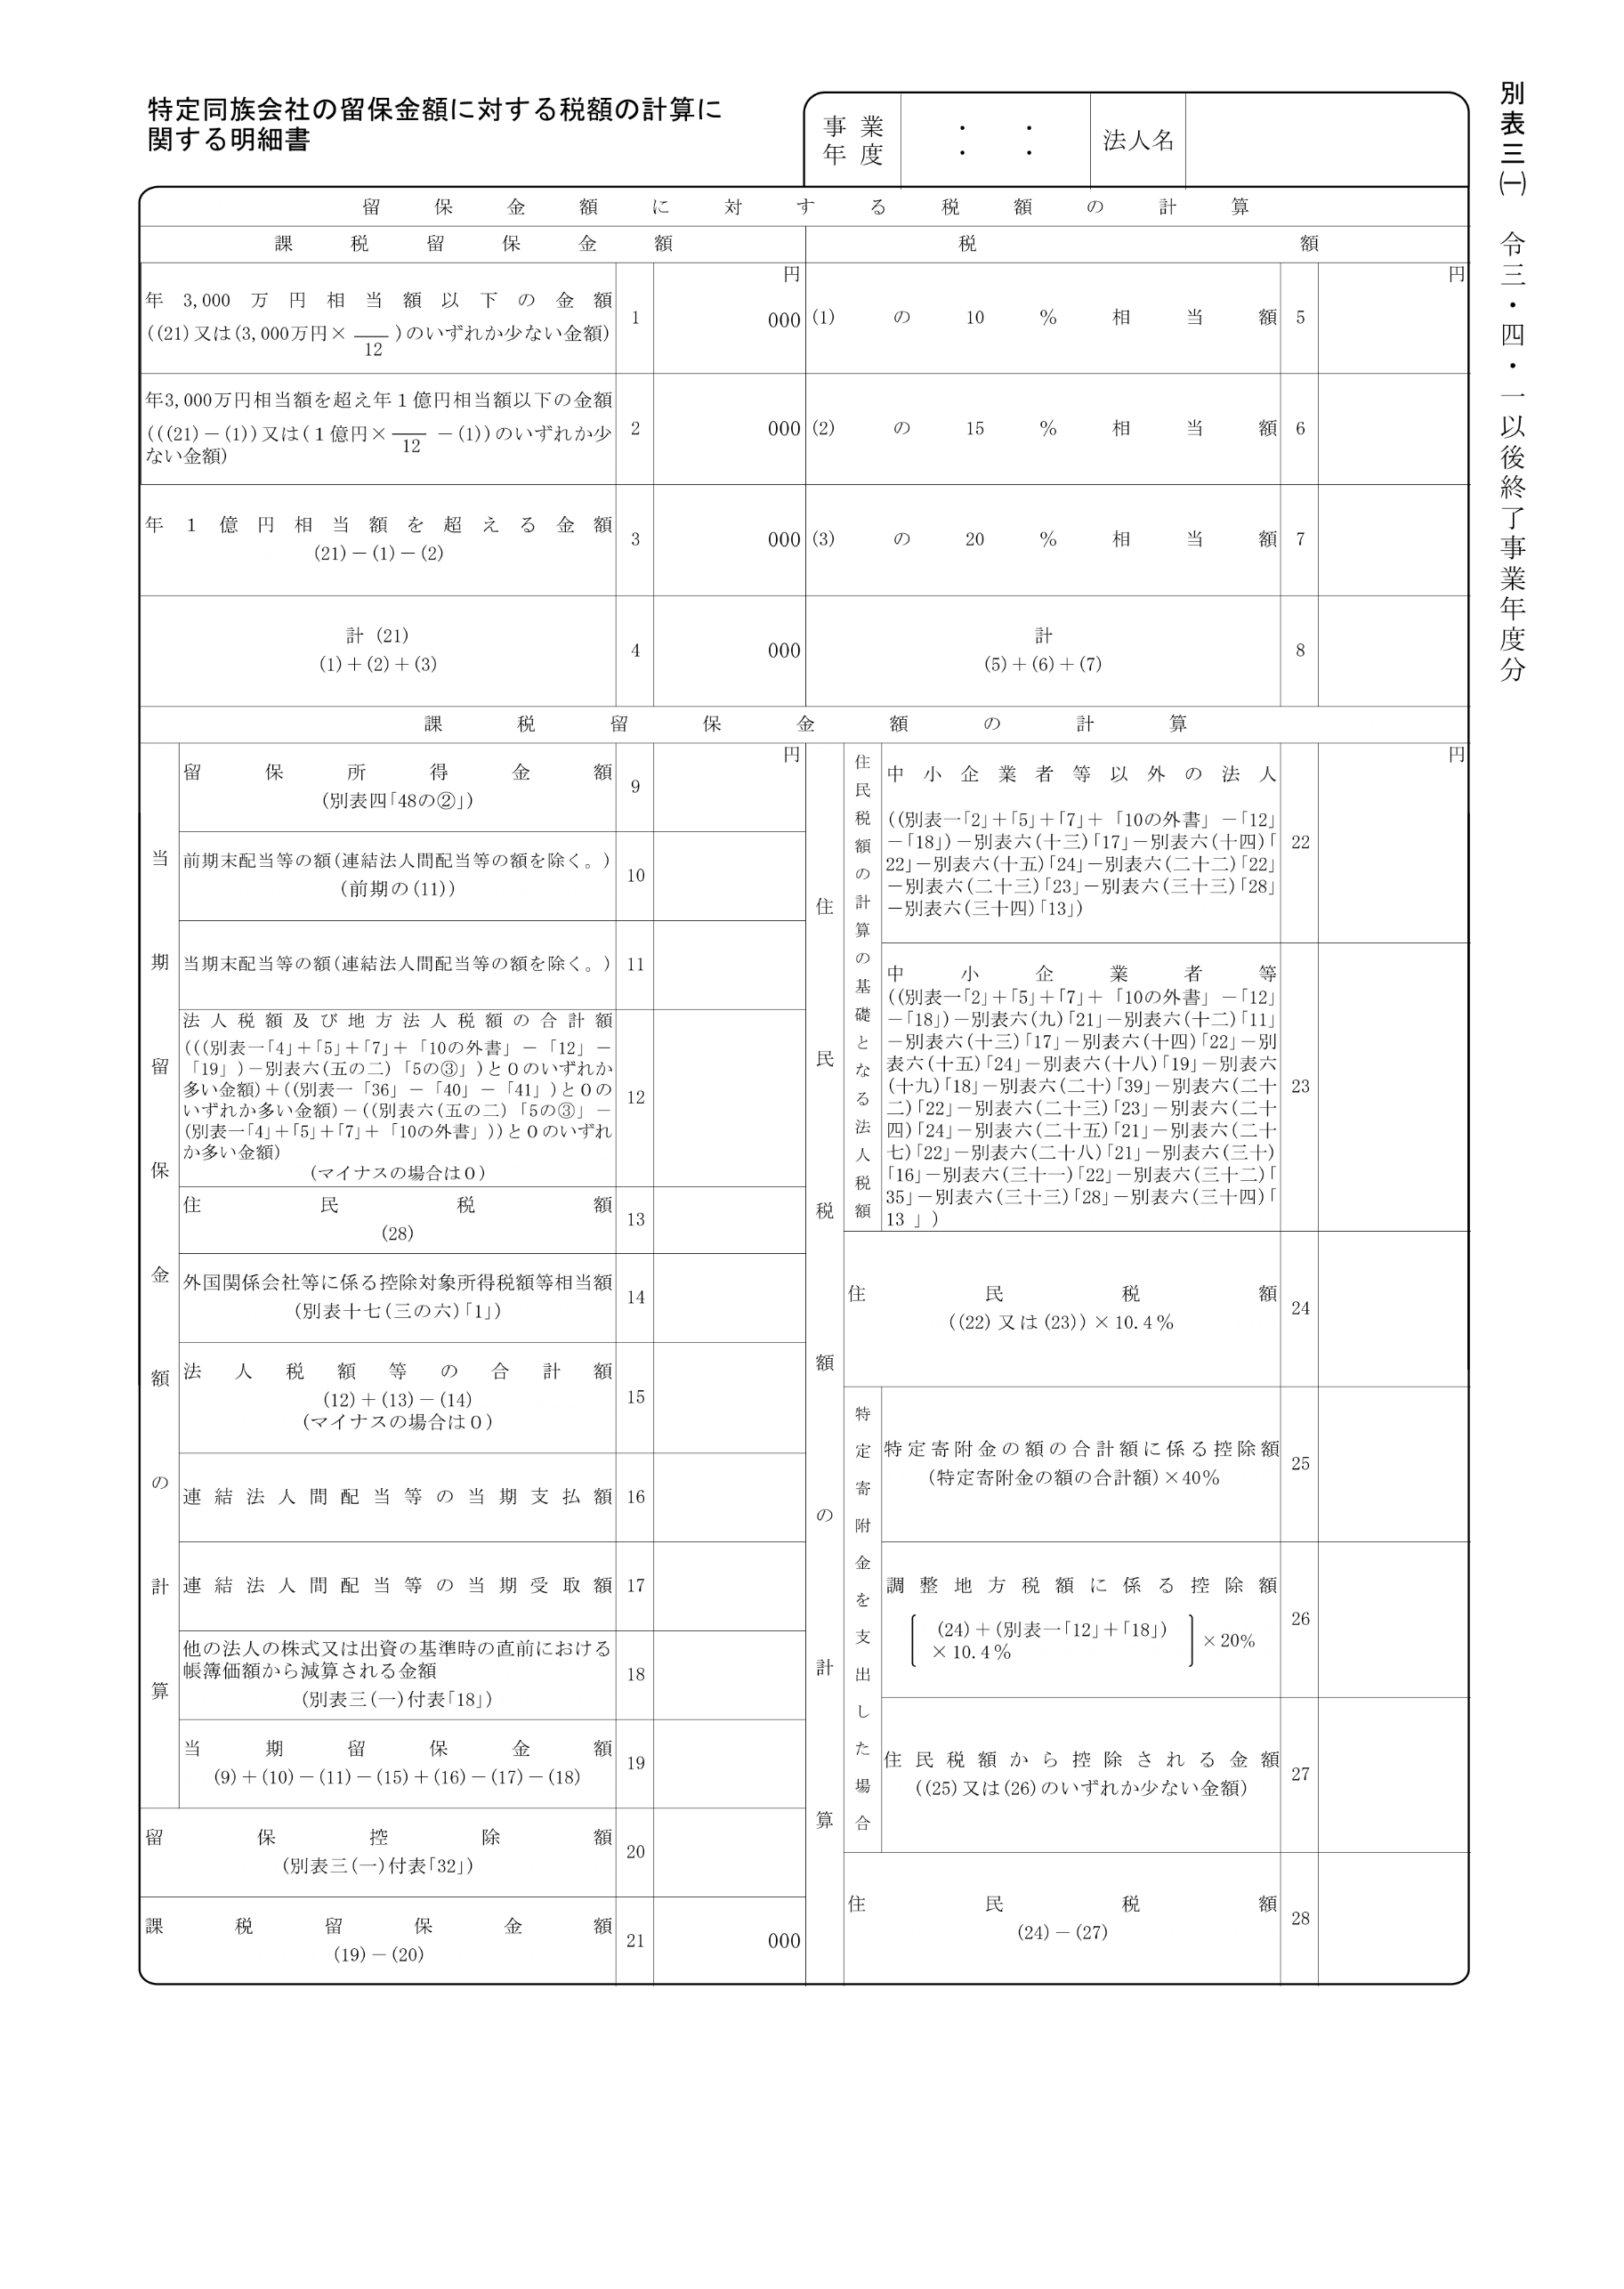 特定同族会社の留保金額に対する税額の計算に
関する明細書
事業
年度
・ ・
・ ・
法人名
別表三㈠ 令三・四・一以後終了事業年度分
留保金額に対する税額の計算
課税留保金額
税額
年3,000万円相当額以下の金額
((21)又は(3,000万円× ―)のいずれか少ない金額)
12
1
円
000
(1)の10%相当額
5
円
年3,000万円相当額を超え年1億円相当額以下の金額
(((21)-(1))又は(1億円× ― -(1))のいずれか少
12
ない金額)
2
000
(2)の15%相当額
6
年1億円相当額を超える金額
(21)-(1)-(2)
3
000
(3)の20%相当額
7
計 (21)
(1)+(2)+(3)
4
000
計
(5)+(6)+(7)
8
課税留保金額の計算
当期留保金額の計算
留保所得金額
(別表四「48の②」)
9
円
前期末配当等の額(連結法人間配当等の額を除く。)
(前期の(11))
10
当期末配当等の額(連結法人間配当等の額を除く。)
11
法人税額及び地方法人税額の合計額
(((別表一「4」+「5」+「7」+「10の外書」-「12」-
「19」)-別表六(五の二)「5の③」)と0のいずれか
多い金額)+((別表一「36」-「40」-「41」)と0の
いずれか多い金額)-((別表六(五の二)「5の③」-
(別表一「4」+「5」+「7」+「10の外書」))と0のいずれ
か多い金額)
(マイナスの場合は0)
12
住民税額
(28)
13
外国関係会社等に係る控除対象所得税額等相当額
(別表十七(三の六)「1」)
14
法人税額等の合計額
(12)+(13)-(14)
(マイナスの場合は0)
15
連結法人間配当等の当期支払額
16
連結法人間配当等の当期受取額
17
他の法人の株式又は出資の基準時の直前における
帳簿価額から減算される金額
(別表三(一)付表「18」)
18
当期留保金額
(9)+(10)-(11)-(15)+(16)-(17)-(18)
19
留保控除額
(別表三(一)付表「32」)
20
課税留保金額
(19)-(20)
21
000
住民税額の計算
住民税額の計算の基礎となる法人税額
中小企業者等以外の法人
((別表一「2」+「5」+「7」+「10の外書」-「12」
-「18」)-別表六(十三)「17」-別表六(十四)「
22」-別表六(十五)「24」-別表六(二十二)「22」
-別表六(二十三)「23」-別表六(三十三)「28」
-別表六(三十四)「13」)
22
円
中小企業者等
((別表一「2」+「5」+「7」+「10の外書」-「12」
-「18」)-別表六(九)「21」-別表六(十二)「11」
-別表六(十三)「17」-別表六(十四)「22」-別
表六(十五)「24」-別表六(十八)「19」-別表六
(十九)「18」-別表六(二十)「39」-別表六(二十
二)「22」-別表六(二十三)「23」-別表六(二十
四)「24」-別表六(二十五)「21」-別表六(二十
七)「22」-別表六(二十八)「21」-別表六(三十)
「16」-別表六(三十一)「22」-別表六(三十二)「
35」-別表六(三十三)「28」-別表六(三十四)「
13」)
23
住民税額
((22)又は(23))×10.4%
24
特定寄附金を支出した場合
特定寄附金の額の合計額に係る控除額
(特定寄附金の額の合計額)×40%
25
調整地方税額に係る控除額
(24)+(別表一「12」+「18」)
×10.4%
×20%
26
住民税額から控除される金額
((25)又は(26)のいずれか少ない金額)
27
住民税額
(24)-(27)
28